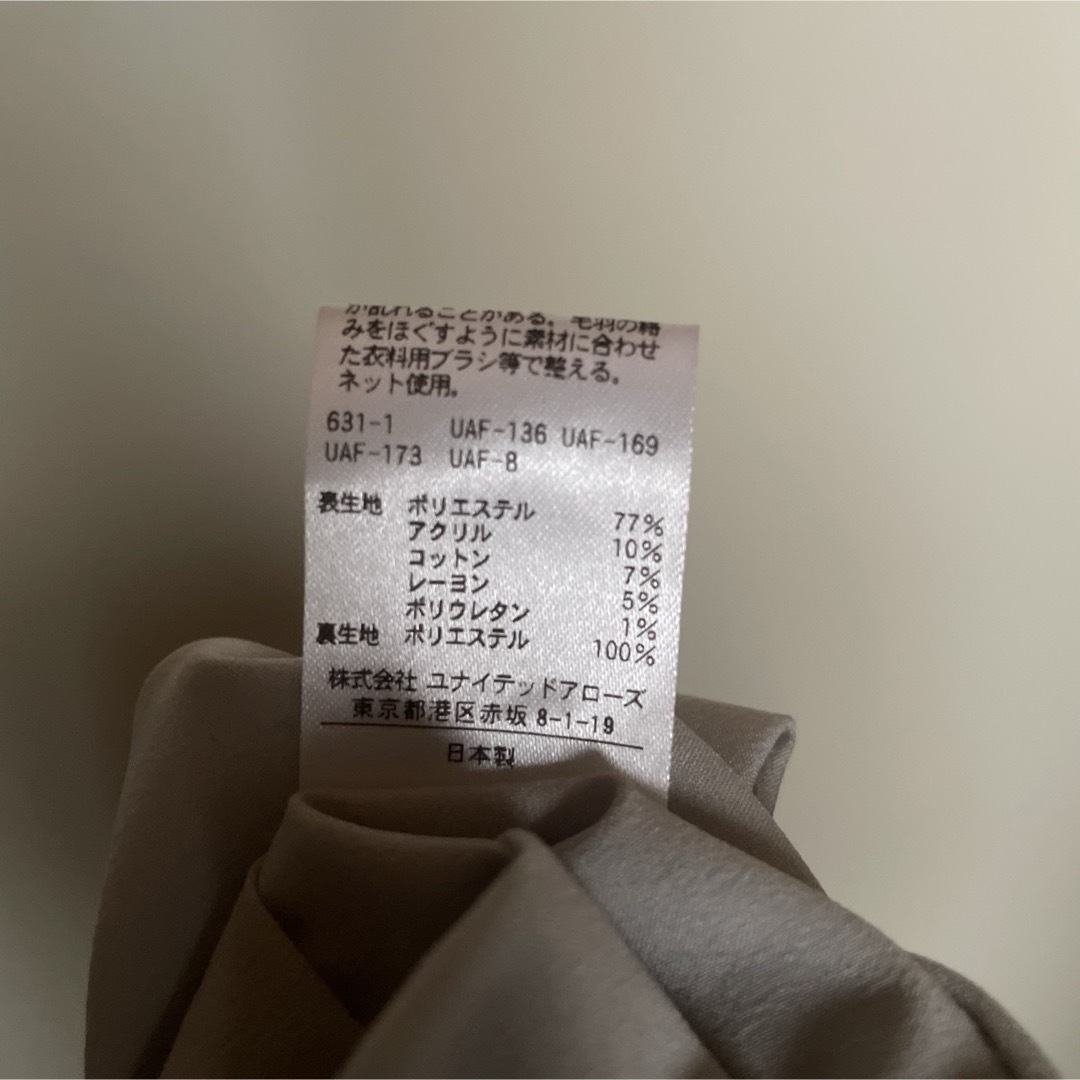 が乱れることがある。毛羽の絡
みをほぐすように素材に合わせ
た衣料用ブラシ等で整える。
ネット使用。
631-1 UAF-136 UAF-169
UAF-173 UAF-8
表生地 ポリエステル 77%
アクリル 10%
コットン 7%
レーヨン 5%
ポリウレタン 1%
裏生地 ポリエステル 100%
株式会社 ユナイテッドアローズ
東京都港区赤坂 8-1-19
日本製